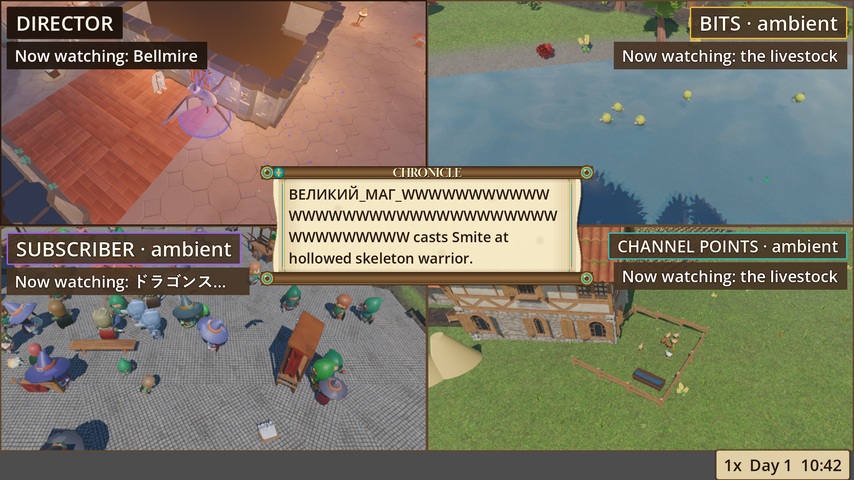 DIRECTOR
Now watching: Bellmire
BITS · ambient
Now watching: the livestock
CHRONICLE
ВЕЛИКИЙ_МАГ_WWWWWWWWWWW
WWWWWWWWWWWWWWWWWWWW
WWWWWWWWW casts Smite at
hollowed skeleton warrior.
SUBSCRIBER · ambient
Now watching: ドラゴンス...
CHANNEL POINTS · ambient
Now watching: the livestock
1x Day 1 10:42